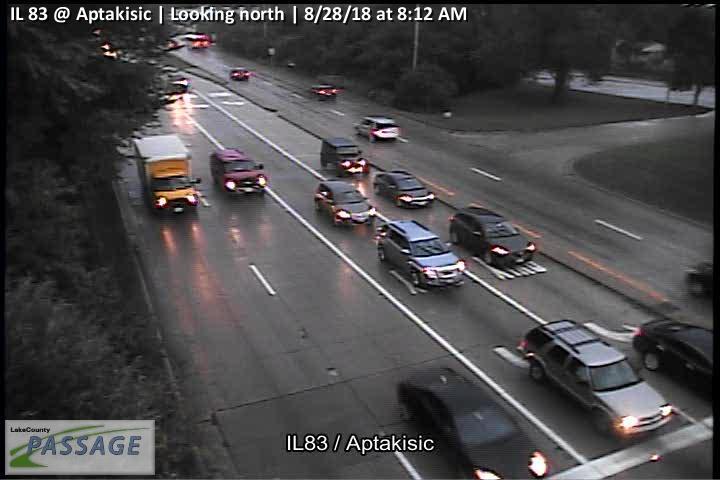 IL 83 @ Aptakisic | Looking north | 8/28/18 at 8:12 AM
IL83 / Aptakisic
LakeCounty
PASSAGE